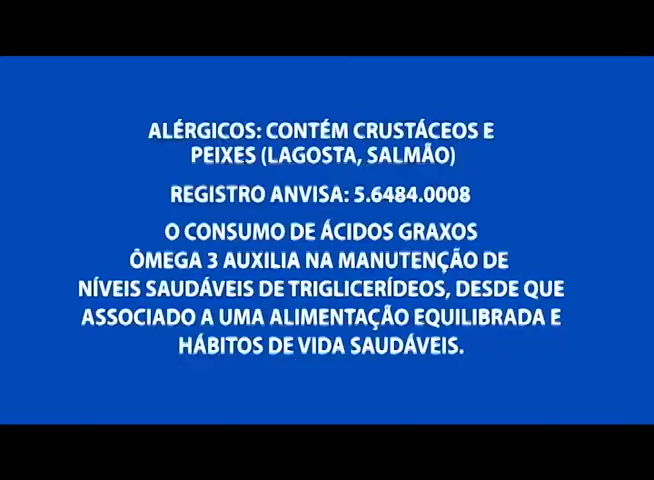 ALÉRGICOS: CONTÉM CRUSTÁCEOS E
PEIXES (LAGOSTA, SALMÃO)
REGISTRO ANVISA: 5.6484.0008
O CONSUMO DE ÁCIDOS GRAXOS
ÔMEGA 3 AUXILIA NA MANUTENÇÃO DE
NÍVEIS SAUDÁVEIS DE TRIGLICERÍDEOS, DESDE QUE
ASSOCIADO A UMA ALIMENTAÇÃO EQUILIBRADA E
HÁBITOS DE VIDA SAUDÁVEIS.